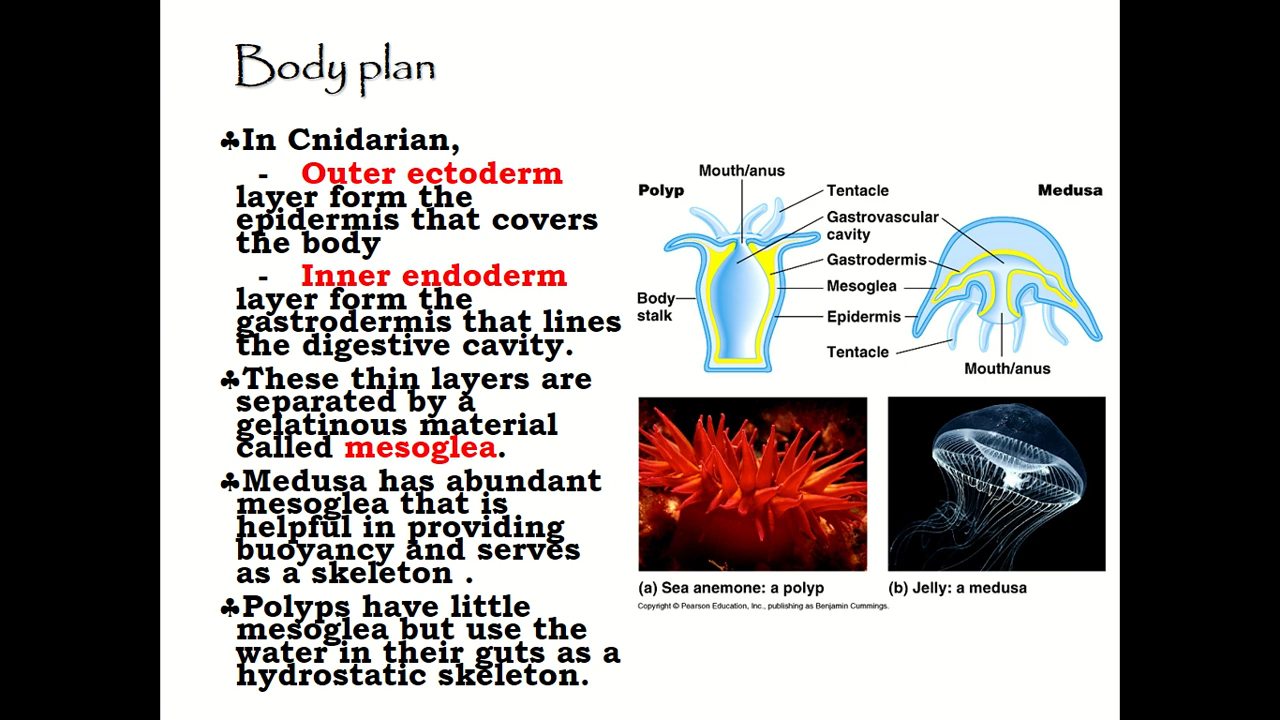 Body plan
♣In Cnidarian,
- Outer ectoderm
layer form the
epidermis that covers
the body
- Inner endoderm
layer form the
gastrodermis that lines
the digestive cavity.
♣These thin layers are
separated by a
gelatinous material
called mesoglea.
♣Medusa has abundant
mesoglea that is
helpful in providing
buoyancy and serves
as a skeleton .
♣Polyps have little
mesoglea but use the
water in their guts as a
hydrostatic skeleton.
Mouth/anus
Polyp
Tentacle
Medusa
Gastrovascular
cavity
Gastrodermis
Mesoglea
Body
stalk
Epidermis
Tentacle
Mouth/anus
(a) Sea anemone: a polyp
(b) Jelly: a medusa
Copyright © Pearson Education, Inc., publishing as Benjamin Cummings.